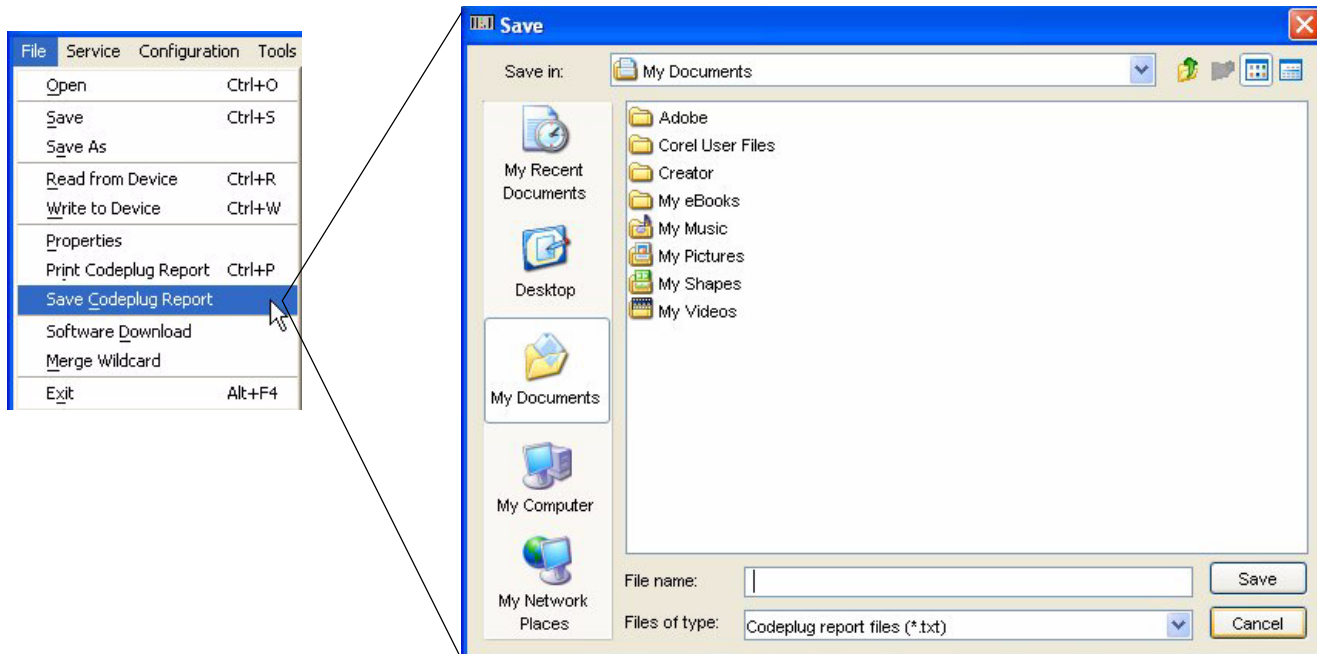 File Service Configuration Tools
Open Ctrl+O
Save Ctrl+S
Save As
Read from Device Ctrl+R
Write to Device Ctrl+W
Properties
Print Codeplug Report Ctrl+P
Save Codeplug Report
Software Download
Merge Wildcard
Exit Alt+F4
Save
Save in: My Documents
My Recent
Documents
Desktop
My Documents
My Computer
My Network
Places
Adobe
Corel User Files
Creator
My eBooks
My Music
My Pictures
My Shapes
My Videos
File name: Save
Files of type: Codeplug report files (*.txt) Cancel